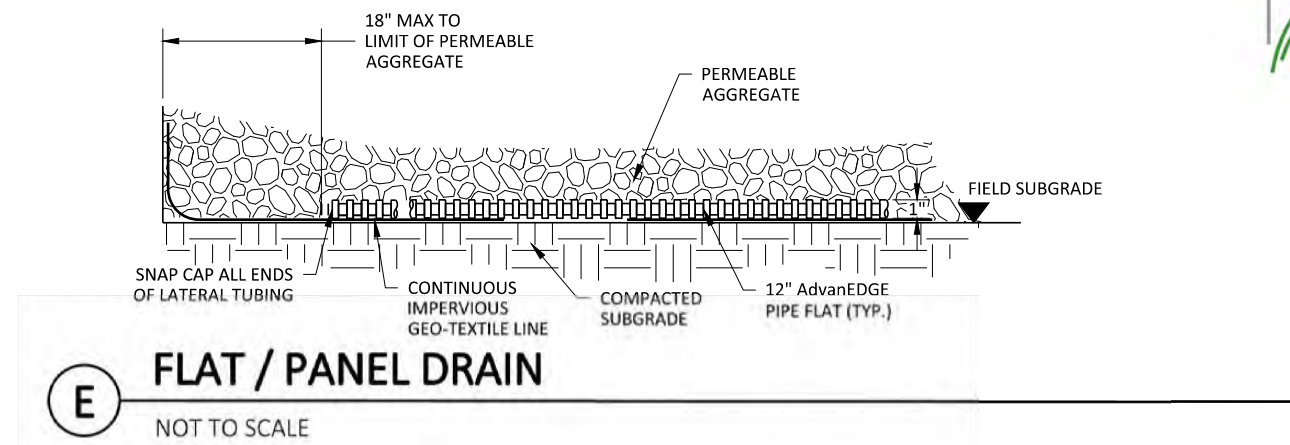 18" MAX TO
LIMIT OF PERMEABLE
AGGREGATE
PERMEABLE
AGGREGATE
FIELD SUBGRADE
1"
SNAP CAP ALL ENDS
OF LATERAL TUBING
CONTINUOUS
IMPERVIOUS
GEO-TEXTILE LINE
COMPACTED
SUBGRADE
12" AdvanEDGE
PIPE FLAT (TYP.)
E
FLAT / PANEL DRAIN
NOT TO SCALE